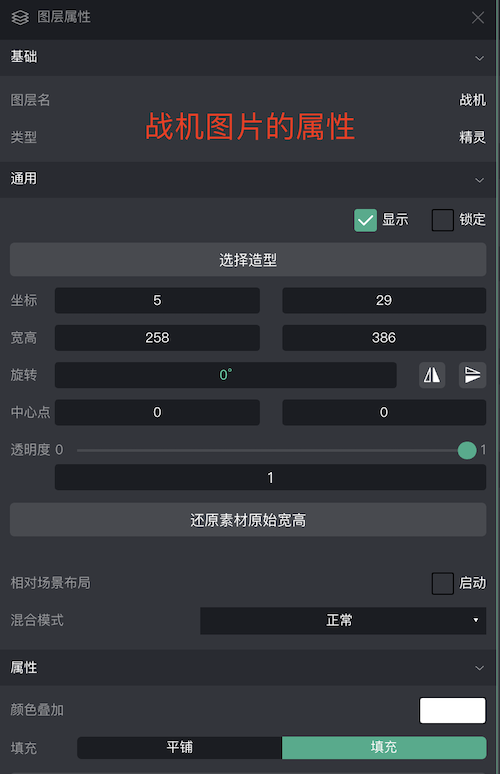 图层属性
基础
图层名 战机
战机图片的属性
类型 精灵
通用
显示 锁定
选择造型
坐标 5 29
宽高 258 386
旋转 0°
中心点 0 0
透明度 0 1
1
还原素材原始宽高
相对场景布局 启动
混合模式 正常
属性
颜色叠加
填充 平铺 填充